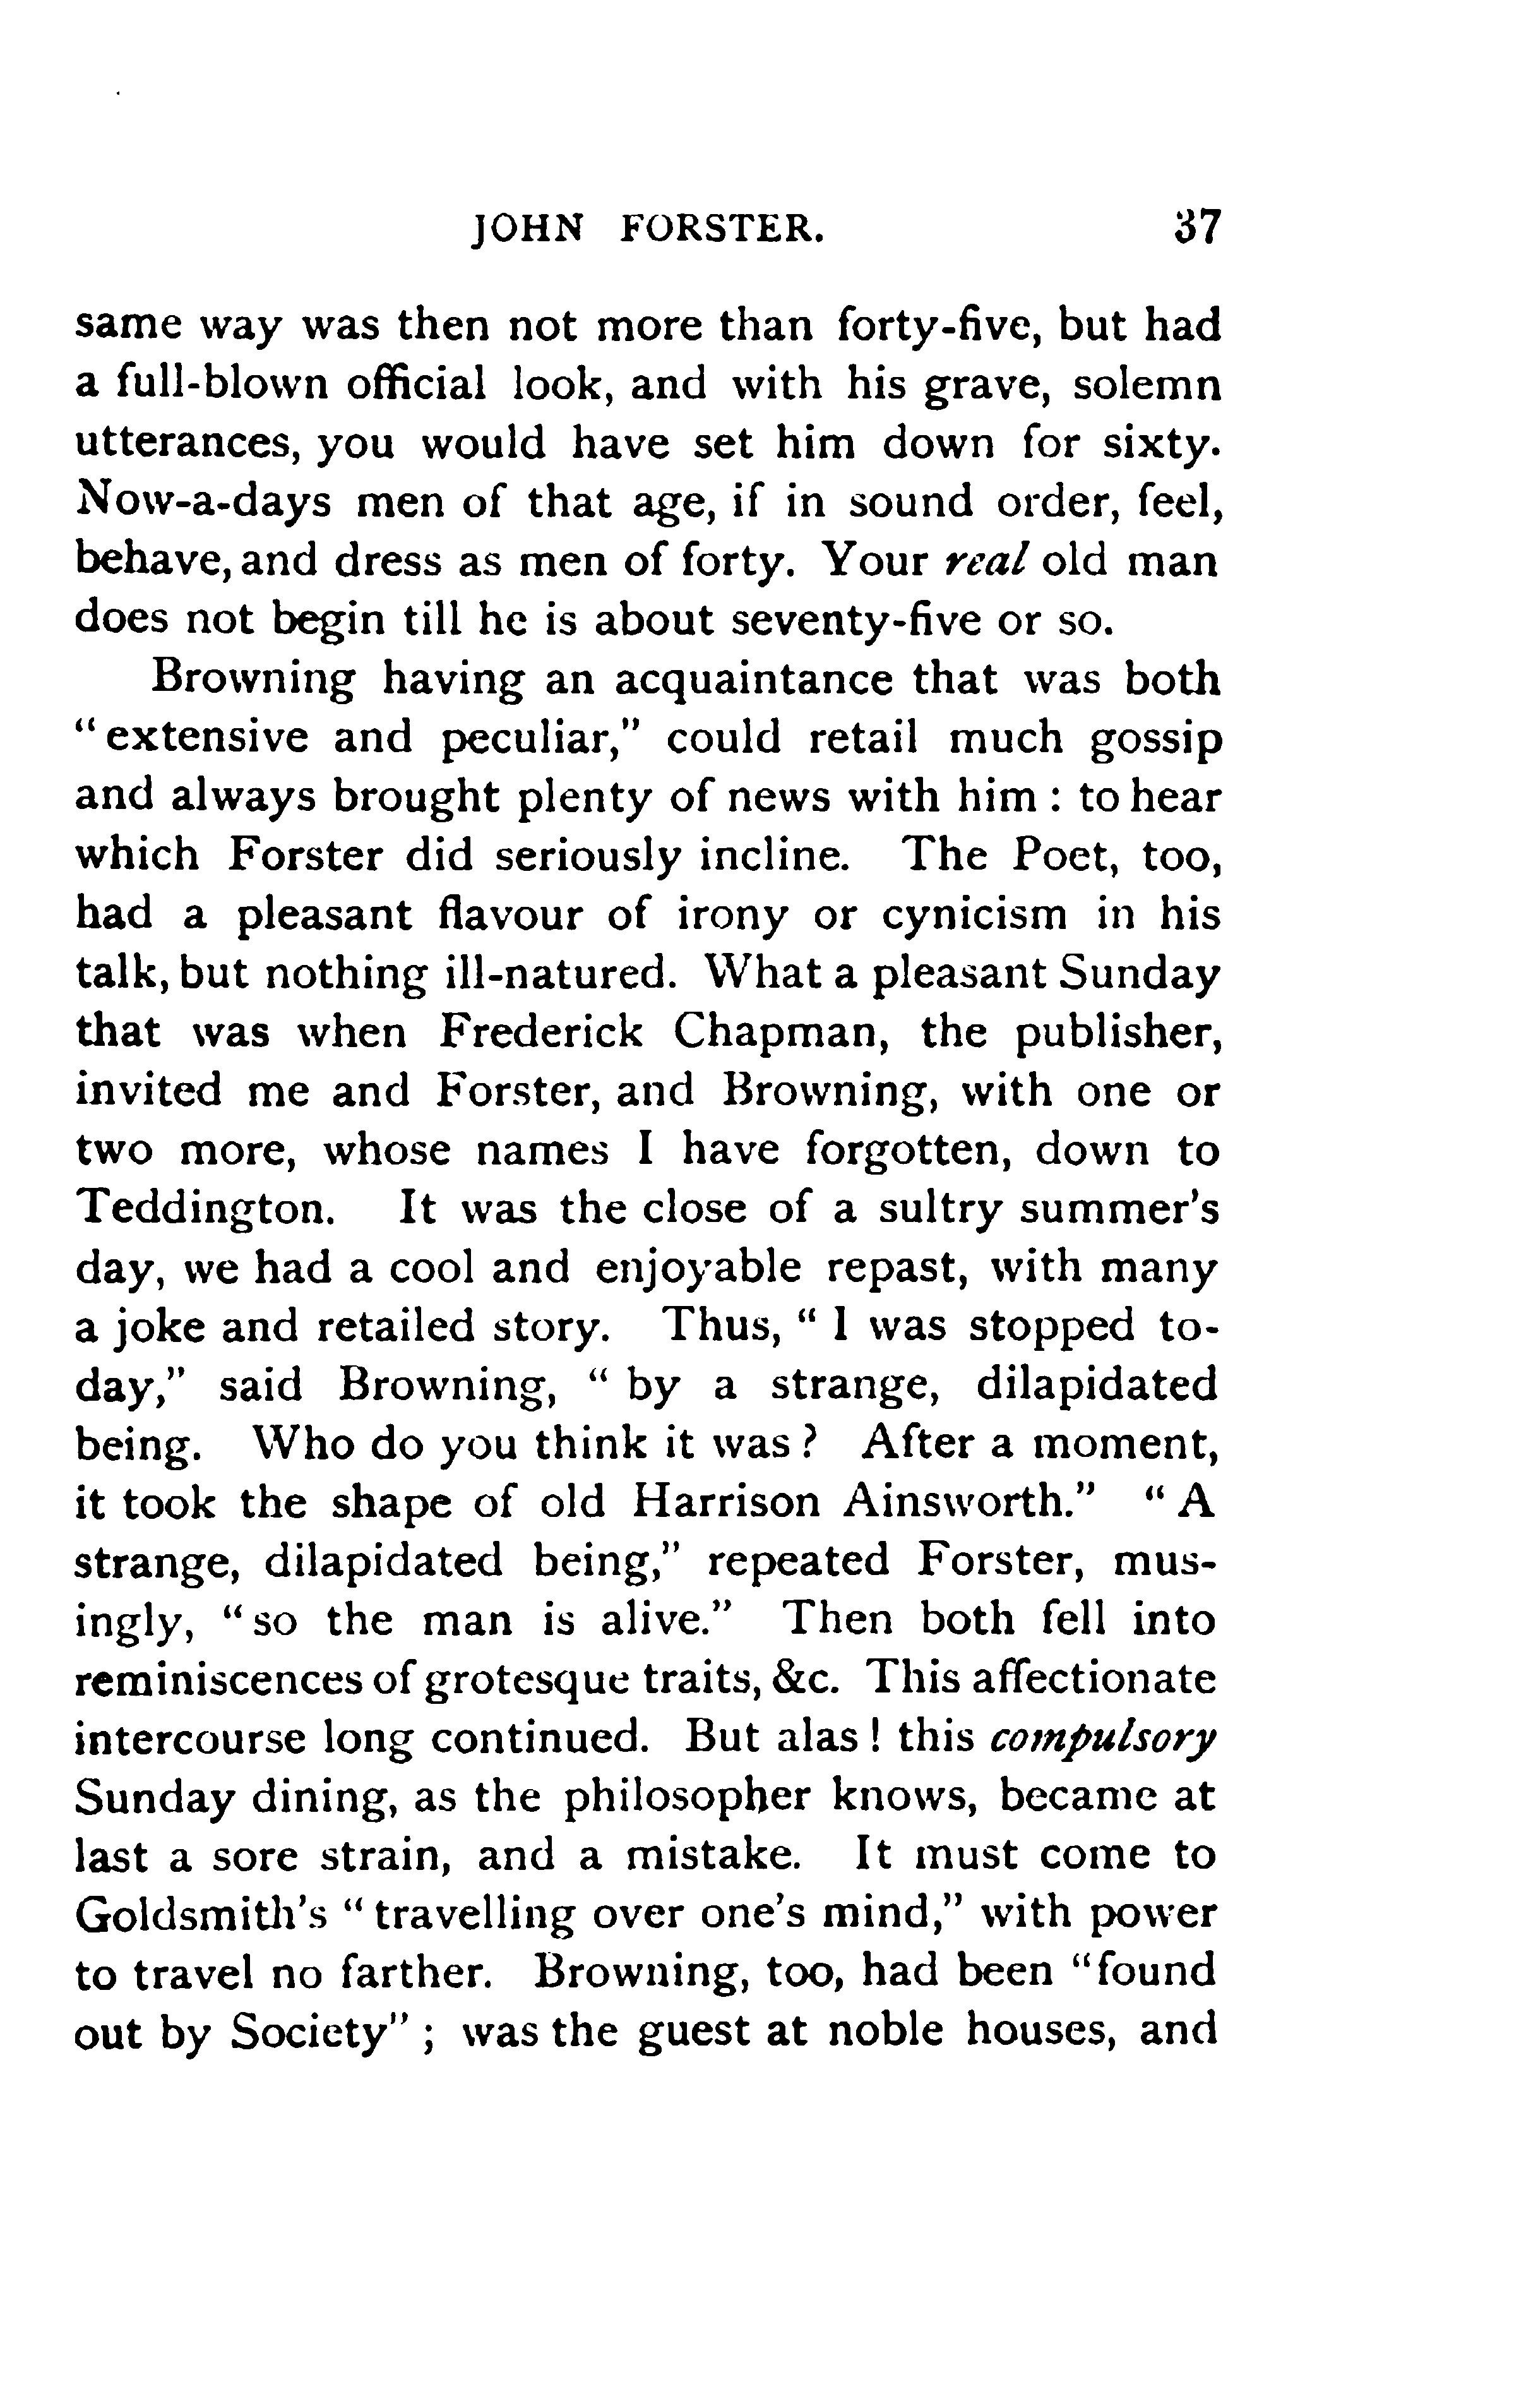 JOHN FORSTER. 37
same way was then not more than forty-five, but had
a full-blown official look, and with his grave, solemn
utterances, you would have set him down for sixty.
Now-a-days men of that age, if in sound order, feel,
behave, and dress as men of forty. Your real old man
does not begin till he is about seventy-five or so.
Browning having an acquaintance that was both
"extensive and peculiar," could retail much gossip
and always brought plenty of news with him : to hear
which Forster did seriously incline. The Poet, too,
had a pleasant flavour of irony or cynicism in his
talk, but nothing ill-natured. What a pleasant Sunday
that was when Frederick Chapman, the publisher,
invited me and Forster, and Browning, with one or
two more, whose names I have forgotten, down to
Teddington. It was the close of a sultry summer's
day, we had a cool and enjoyable repast, with many
a joke and retailed story. Thus, " I was stopped to-
day," said Browning, " by a strange, dilapidated
being. Who do you think it was ? After a moment,
it took the shape of old Harrison Ainsworth." " A
strange, dilapidated being," repeated Forster, mus-
ingly, "so the man is alive." Then both fell into
reminiscences of grotesque traits, &c. This affectionate
intercourse long continued. But alas ! this compulsory
Sunday dining, as the philosopher knows, became at
last a sore strain, and a mistake. It must come to
Goldsmith's "travelling over one's mind," with power
to travel no farther. Browning, too, had been "found
out by Society" ; was the guest at noble houses, and